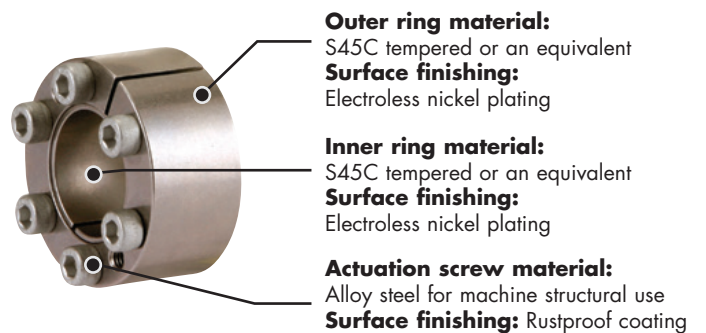 Outer ring material:
S45C tempered or an equivalent
Surface finishing:
Electroless nickel plating
Inner ring material:
S45C tempered or an equivalent
Surface finishing:
Electroless nickel plating
Actuation screw material:
Alloy steel for machine structural use
Surface finishing: Rustproof coating